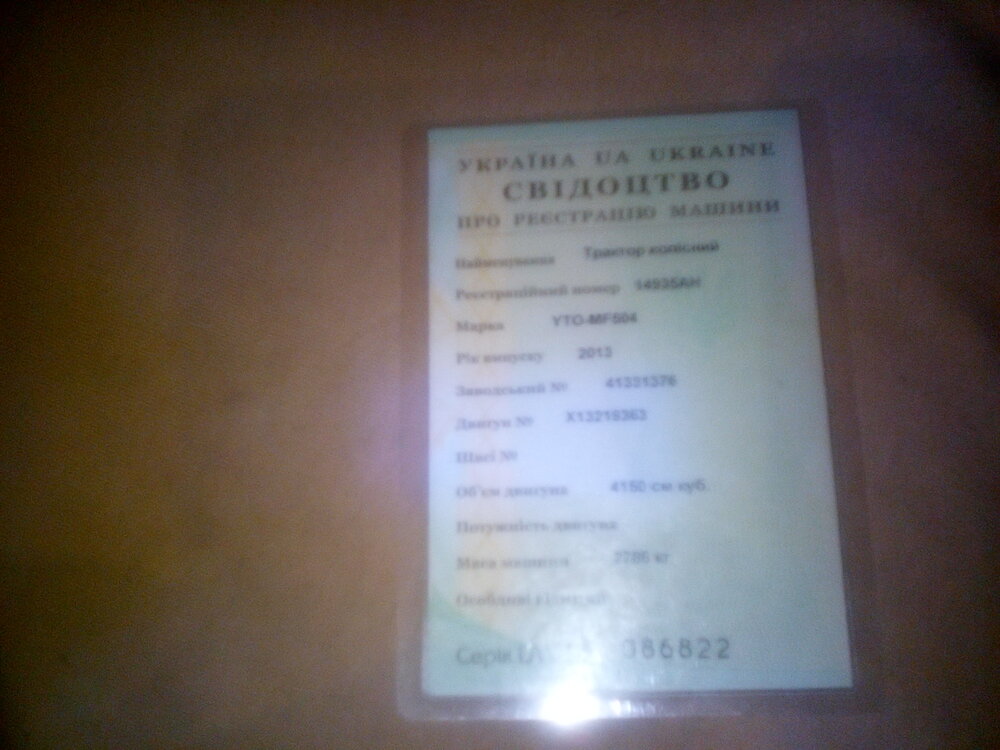 УКРАЇНА UA UKRAINE
СВІДОЦТВО
ПРО РЕЄСТРАЦІЮ МАШИНИ
Найменування Трактор колісний
Реєстраційний номер 14935АН
Марка YTO-MF504
Рік випуску 2013
Заводський № 41331376
Двигун № X13219363
Шасі №
Об'єм двигуна 4150 см.куб.
Потужність двигуна
Маса машини кг
Особливі
Серія 086822